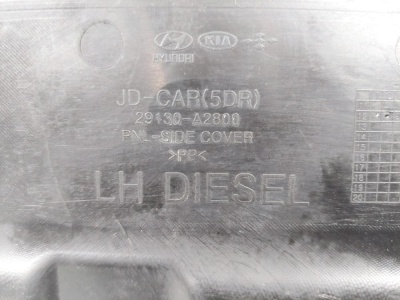 HYUNDAI KIA
JD-CAR(5DR)
29130-A2800
PNL-SIDE COVER
>PP<
LH DIESEL